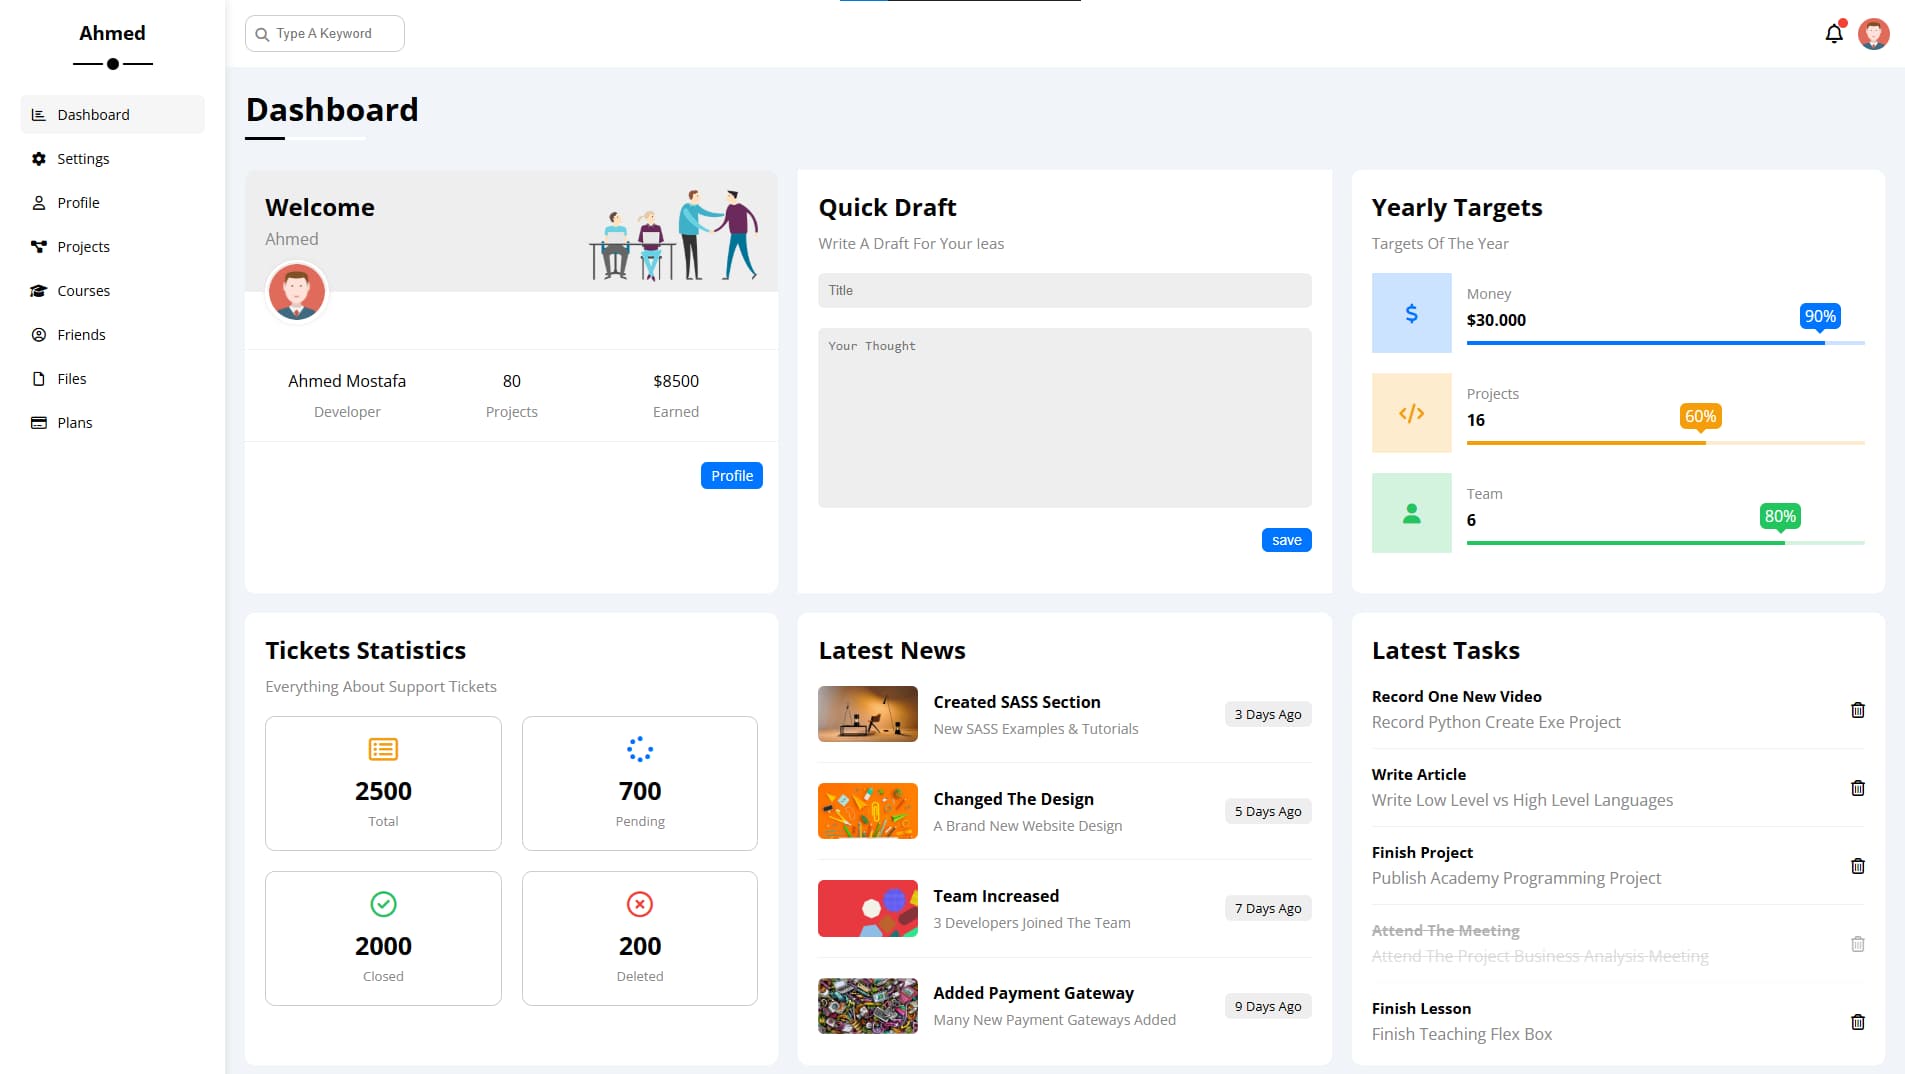 Ahmed
Dashboard
Settings
Profile
Projects
Courses
Friends
Files
Plans
Type A Keyword
Dashboard
Welcome
Ahmed
Ahmed Mostafa
Developer
80
Projects
$8500
Earned
Profile
Quick Draft
Write A Draft For Your Ieas
Title
Your Thought
save
Yearly Targets
Targets Of The Year
Money
$30.000
90%
Projects
16
60%
Team
6
80%
Tickets Statistics
Everything About Support Tickets
2500
Total
700
Pending
2000
Closed
200
Deleted
Latest News
Created SASS Section
New SASS Examples & Tutorials
3 Days Ago
Changed The Design
A Brand New Website Design
5 Days Ago
Team Increased
3 Developers Joined The Team
7 Days Ago
Added Payment Gateway
Many New Payment Gateways Added
9 Days Ago
Latest Tasks
Record One New Video
Record Python Create Exe Project
Write Article
Write Low Level vs High Level Languages
Finish Project
Publish Academy Programming Project
Attend The Meeting
Attend The Project Business Analysis Meeting
Finish Lesson
Finish Teaching Flex Box